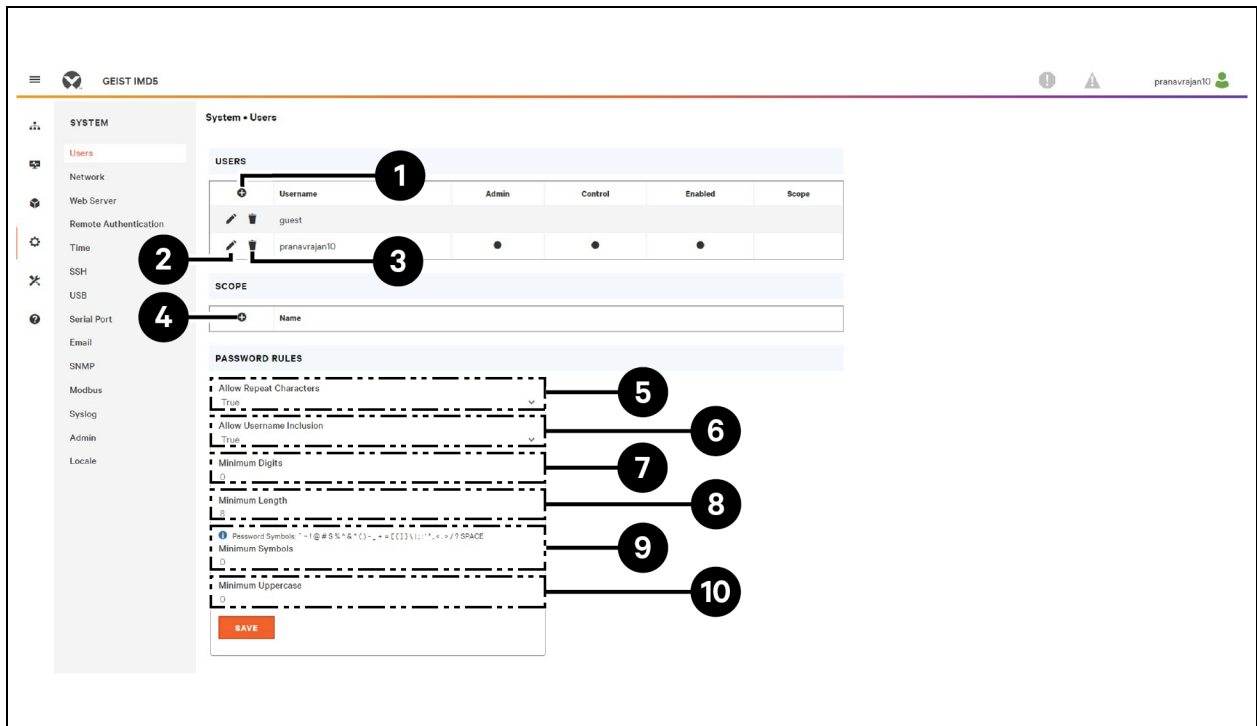 GEIST IMD5
pranavrajan10
SYSTEM
Users
Network
Web Server
Remote Authentication
Time
SSH
USB
Serial Port
Email
SNMP
Modbus
Syslog
Admin
Locale
System • Users
USERS
1
Username Admin Control Enabled Scope
guest
pranavrajan10
2
3
SCOPE
4
Name
PASSWORD RULES
Allow Repeat Characters
True
5
Allow Username Inclusion
True
6
Minimum Digits
0
7
Minimum Length
8
8
Password Symbols: ` ~ ! @ # $ % ^ & * ( ) - _ + = [ { ] } \ | ; : ' " , < . > / ? SPACE
Minimum Symbols
0
9
Minimum Uppercase
0
10
SAVE